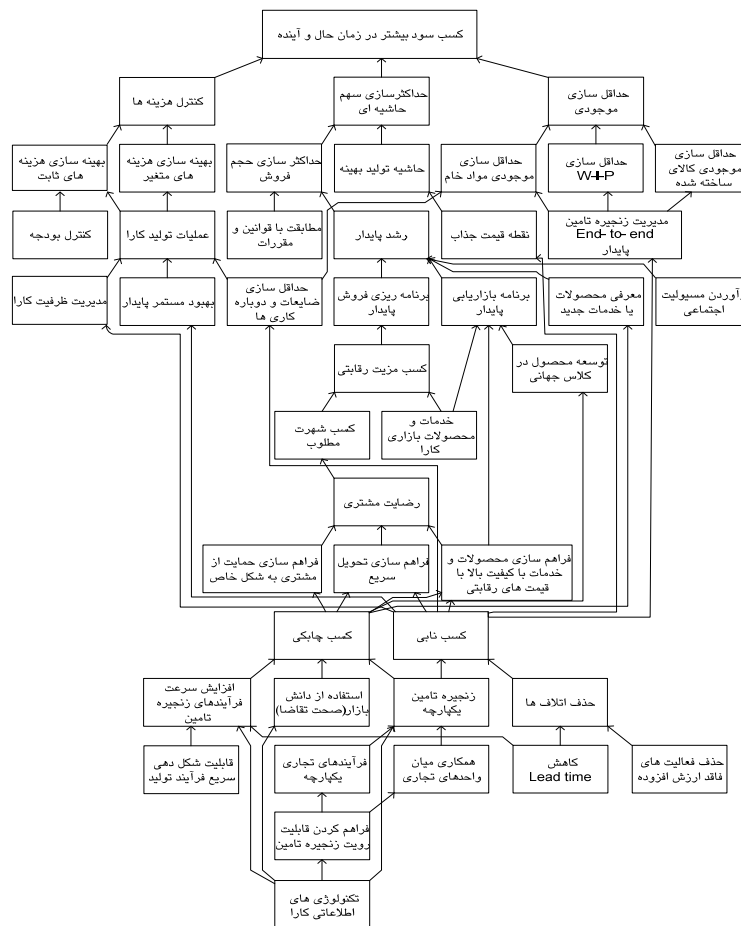 کسب سود بیشتر در زمان حال و آینده
کنترل هزینه ها
حداکثرسازی سهم
حاشیه ای
حداقل سازی
موجودی
بهینه سازی هزینه
های ثابت
بهینه سازی هزینه
های متغیر
حداکثر سازی حجم
فروش
حاشیه تولید بهینه
حداقل سازی
موجودی مواد خام
حداقل سازی
W-I-P
حداقل سازی
موجودی کالای
ساخته شده
کنترل بودجه
عملیات تولید کارا
مطابقت با قوانین و
مقررات
رشد پایدار
نقطه قیمت جذاب
مدیریت زنجیره تامین
End- to- end
پایدار
مدیریت ظرفیت کارا
بهبود مستمر پایدار
حداقل سازی
ضایعات و دوباره
کاری ها
برنامه ریزی فروش
پایدار
برنامه بازاریابی
پایدار
معرفی محصولات
یا خدمات جدید
رآوردن مسیولیت
اجتماعی
کسب مزیت رقابتی
توسعه محصول در
کلاس جهانی
کسب شهرت
مطلوب
خدمات و
محصولات بازاری
کارا
رضایت مشتری
فراهم سازی حمایت از
مشتری به شکل خاص
فراهم سازی تحویل
سریع
فراهم سازی محصولات و
خدمات با کیفیت بالا با
قیمت های رقابتی
کسب چابکی
کسب نابی
افزایش سرعت
فرآیندهای زنجیره
تامین
استفاده از دانش
بازار(صحت تقاضا)
زنجیره تامین
یکپارچه
حذف اتلاف ها
قابلیت شکل دهی
سریع فرآیند تولید
فرآیندهای تجاری
یکپارچه
همکاری میان
واحدهای تجاری
کاهش
Lead time
حذف فعالیت های
فاقد ارزش افزوده
فراهم کردن قابلیت
رویت زنجیره تامین
تکنولوژی های
اطلاعاتی کارا